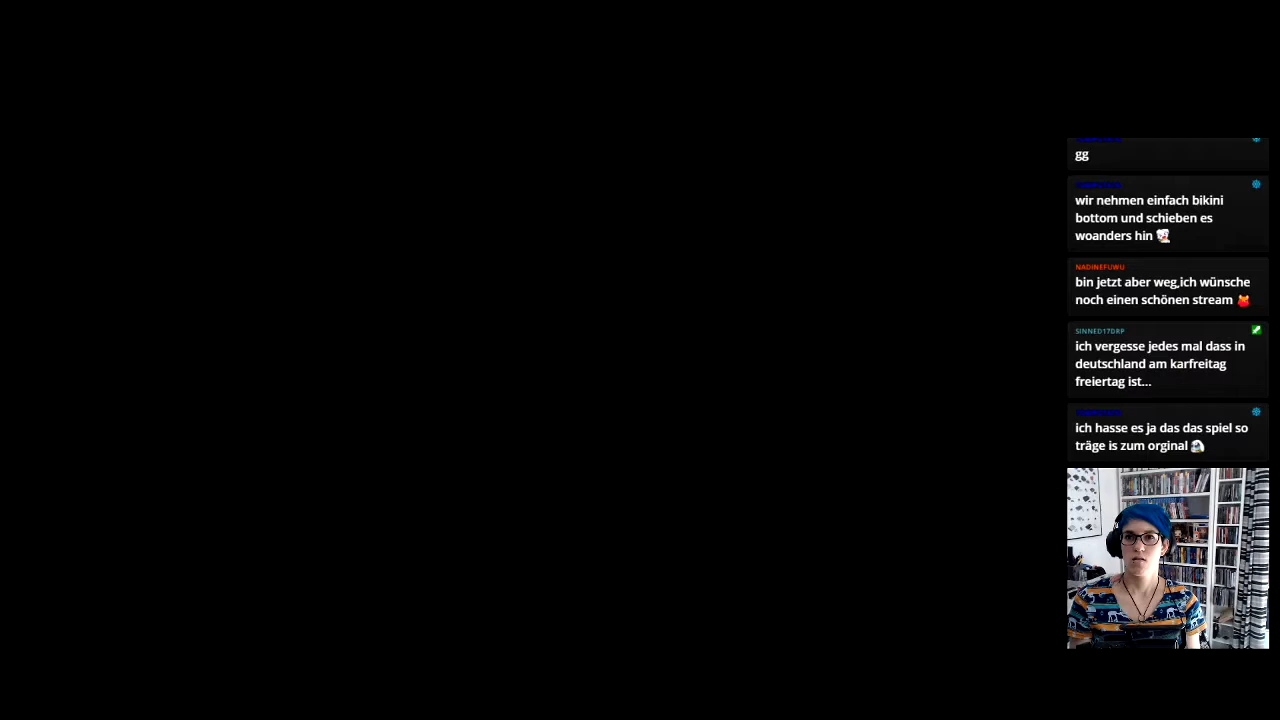 gg
wir nehmen einfach bikini
bottom und schieben es
woanders hin
NADINEFUWU
bin jetzt aber weg,ich wünsche
noch einen schönen stream
SINNED17DRP
ich vergesse jedes mal dass in
deutschland am karfreitag
freiertag ist...
ich hasse es ja das das spiel so
träge is zum orginal